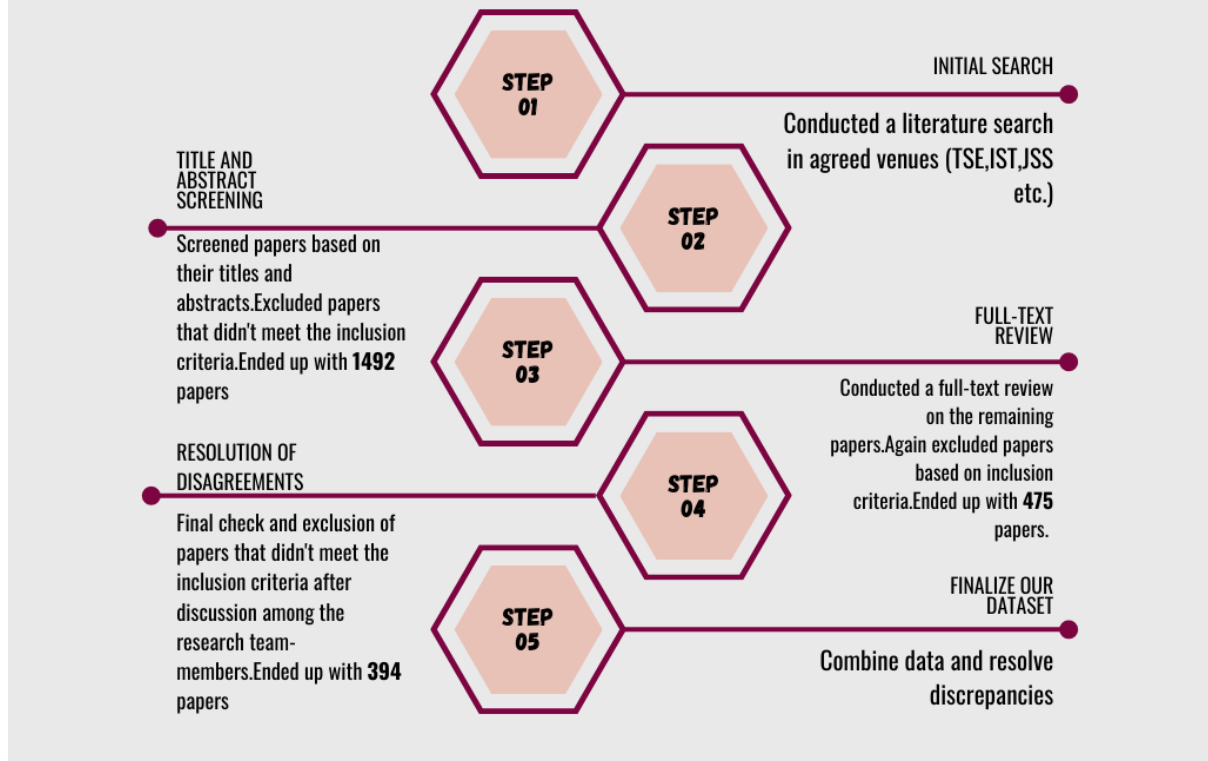 STEP
01
INITIAL SEARCH
Conducted a literature search
in agreed venues (TSE,IST,JSS
etc.)
STEP
02
TITLE AND
ABSTRACT
SCREENING
Screened papers based on
their titles and
abstracts.Excluded papers
that didn't meet the inclusion
criteria.Ended up with 1492
papers
STEP
03
FULL-TEXT
REVIEW
Conducted a full-text review
on the remaining
papers.Again excluded papers
based on inclusion
criteria.Ended up with 475
papers.
STEP
04
RESOLUTION OF
DISAGREEMENTS
Final check and exclusion of
papers that didn't meet the
inclusion criteria after
discussion among the
research team-
members.Ended up with 394
papers
STEP
05
FINALIZE OUR
DATASET
Combine data and resolve
discrepancies